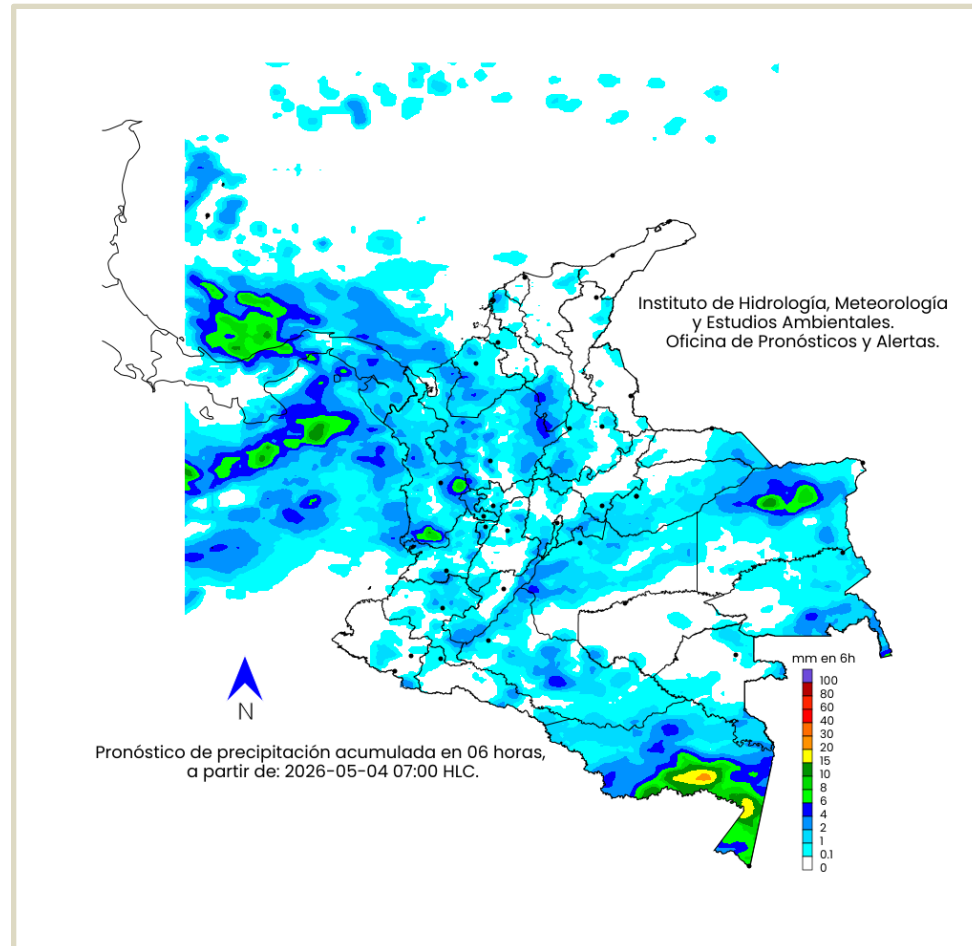 Instituto de Hidrología, Meteorología
y Estudios Ambientales.
Oficina de Pronósticos y Alertas.
mm en 6h
100
80
60
40
30
20
15
10
8
6
4
2
1
0.1
0
N
Pronóstico de precipitación acumulada en 06 horas,
a partir de: 2026-05-04 07:00 HLC.